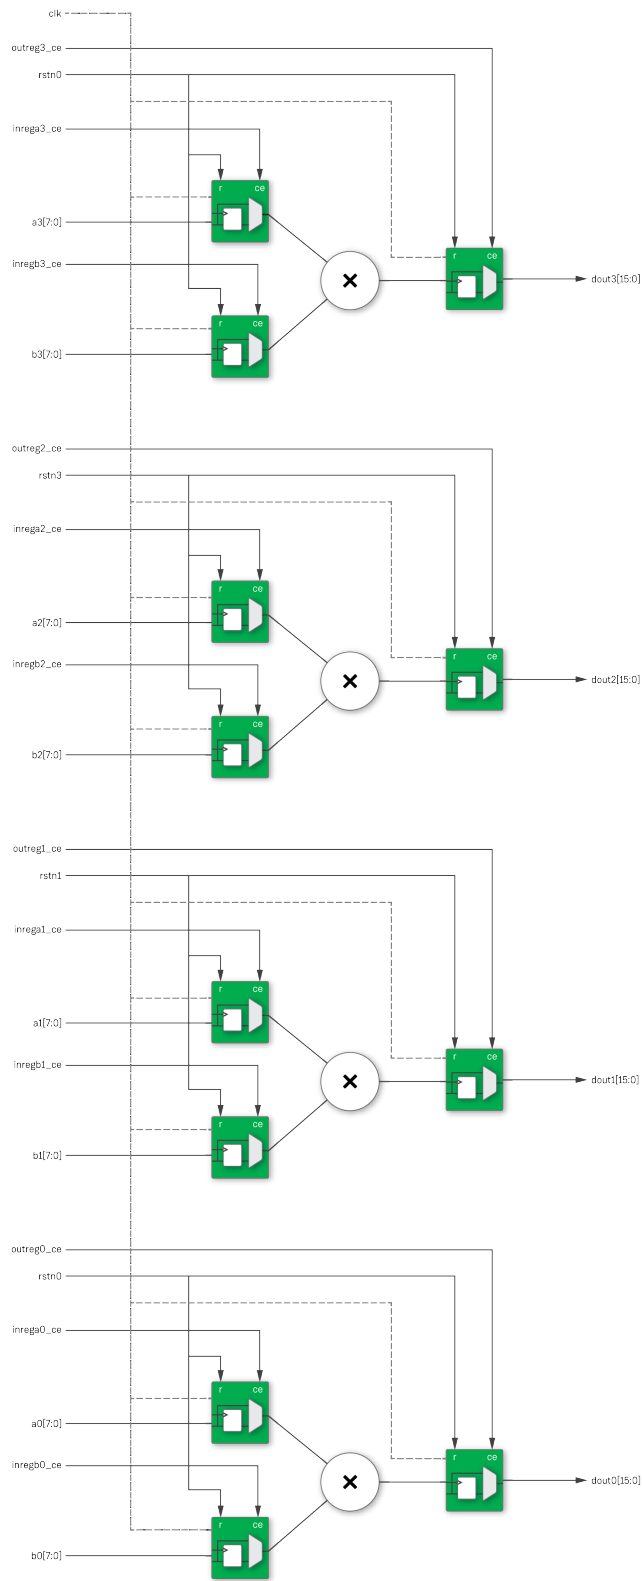 clk
outreg3_ce
rstn0
inrega3_ce
r ce
a3[7:0]
inregb3_ce
r ce
dout3[15:0]
r ce
b3[7:0]
outreg2_ce
rstn3
inrega2_ce
r ce
a2[7:0]
inregb2_ce
r ce
dout2[15:0]
r ce
b2[7:0]
outreg1_ce
rstn1
inrega1_ce
r ce
a1[7:0]
inregb1_ce
r ce
dout1[15:0]
r ce
b1[7:0]
outreg0_ce
rstn0
inrega0_ce
r ce
a0[7:0]
inregb0_ce
r ce
dout0[15:0]
r ce
b0[7:0]